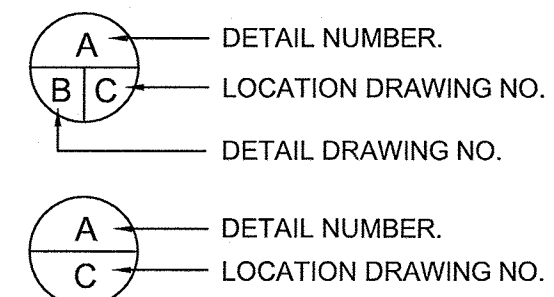 A DETAIL NUMBER.
B C LOCATION DRAWING NO.
DETAIL DRAWING NO.
A DETAIL NUMBER.
C LOCATION DRAWING NO.